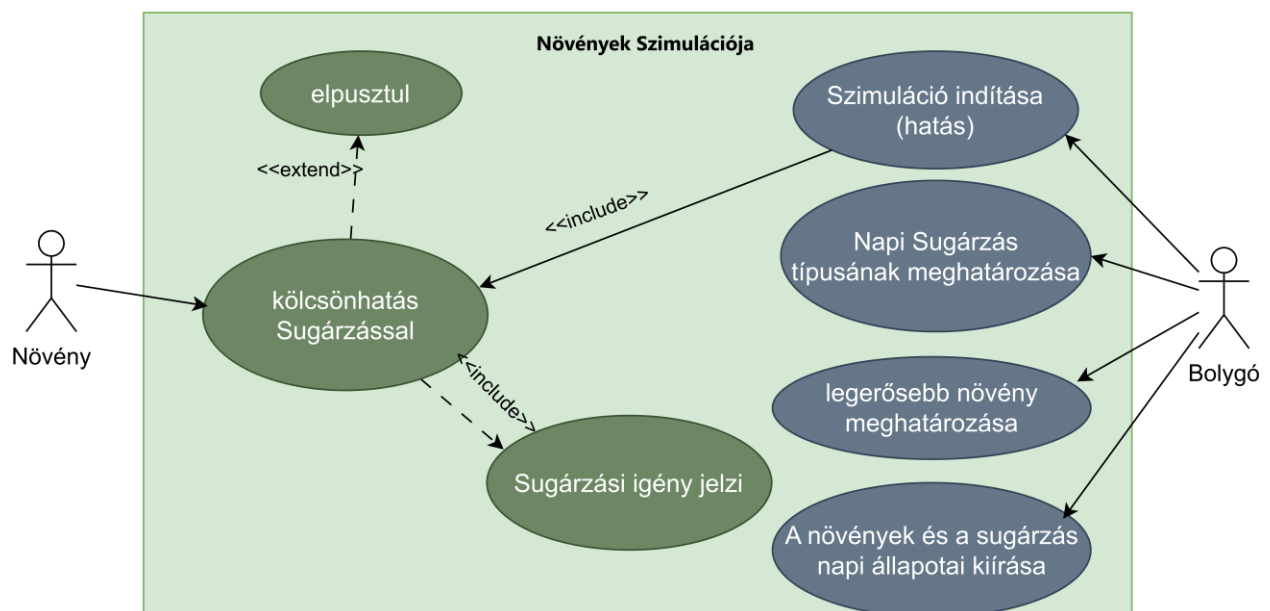 Növények Szimulációja
elpusztul
<<extend>>
Szimuláció indítása
(hatás)
<<include>>
Napi Sugárzás
típusának meghatározása
kölcsönhatás
Sugárzással
Növény
Bolygó
<<include>>
legerősebb növény
meghatározása
Sugárzási igény jelzi
A növények és a sugárzás
napi állapotai kiírása